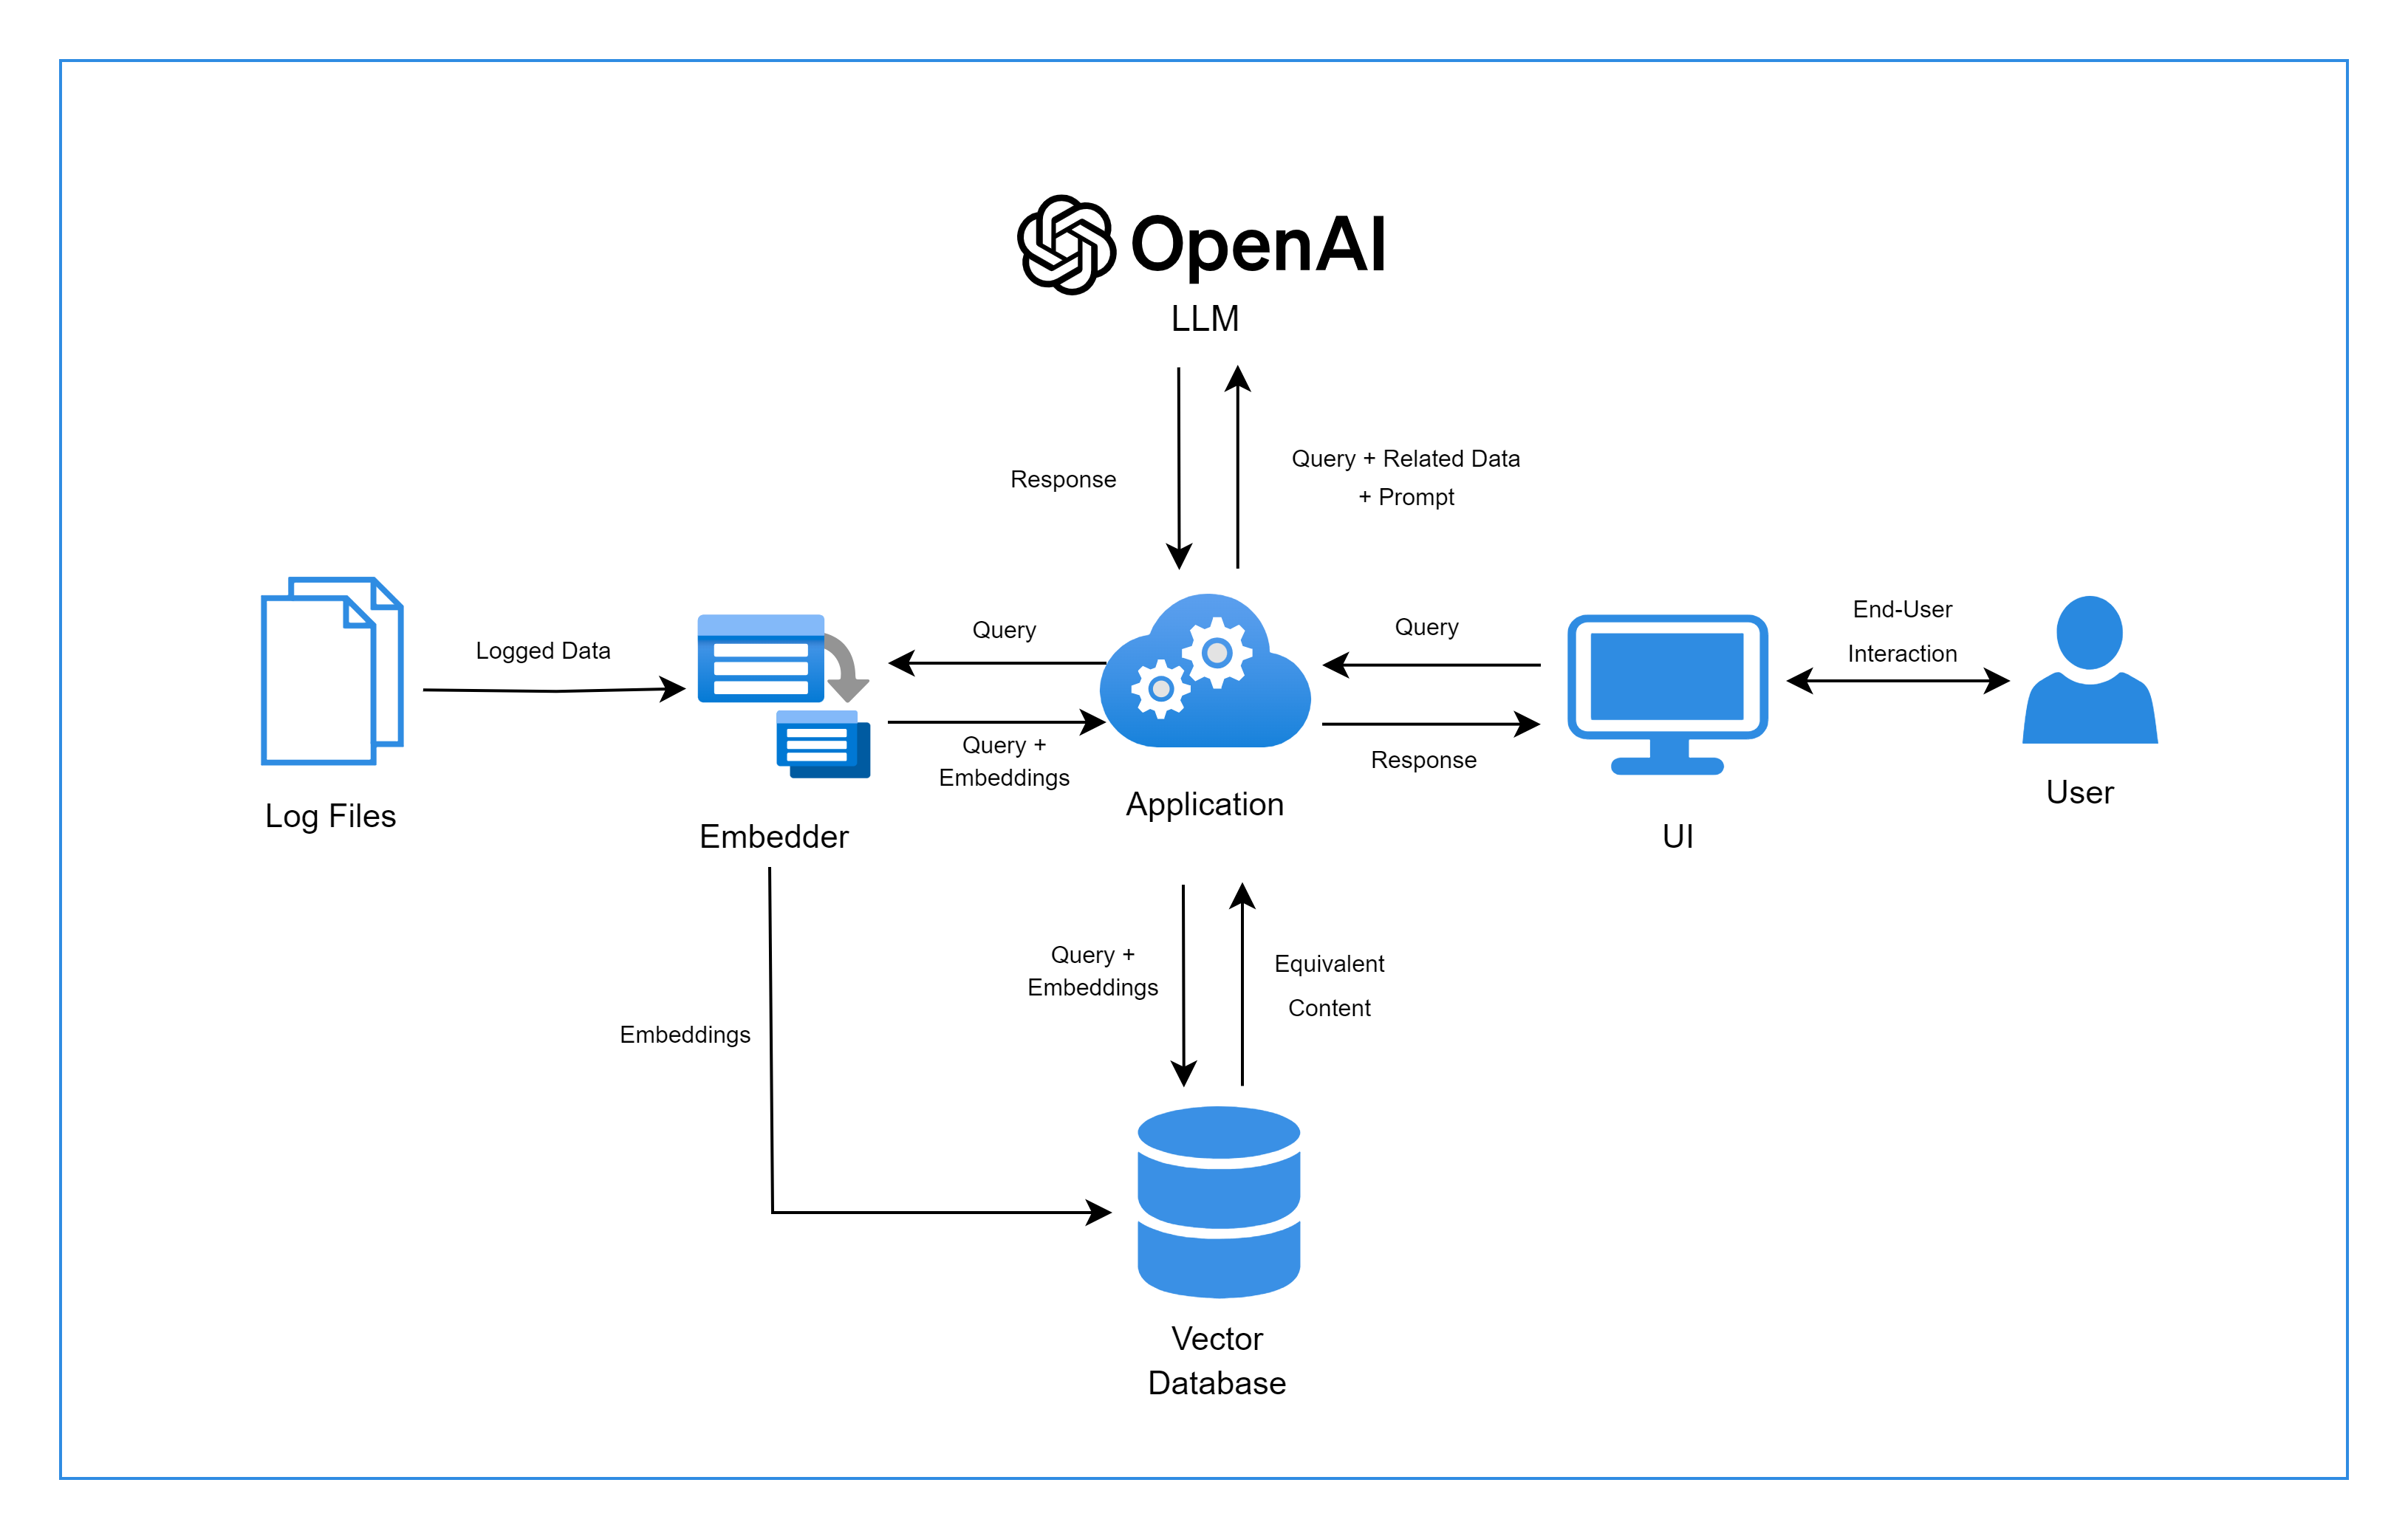 OpenAI
LLM
Response
Query + Related Data
+ Prompt
Logged Data
Query
Query
End-User
Interaction
Query +
Embeddings
Response
Log Files
Embedder
Application
UI
User
Query +
Embeddings
Equivalent
Content
Embeddings
Vector
Database